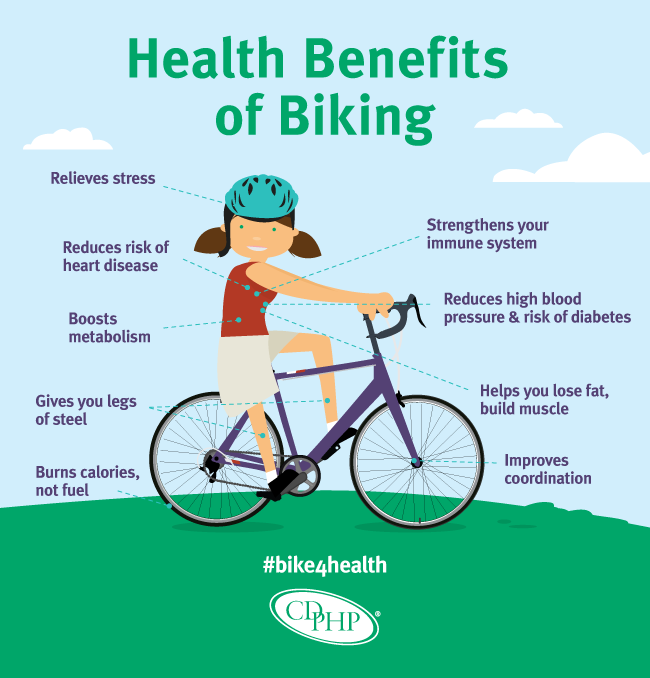 Health Benefits
of Biking
Relieves stress
Reduces risk of
heart disease
Boosts
metabolism
Gives you legs
of steel
Burns calories,
not fuel
Strengthens your
immune system
Reduces high blood
pressure & risk of diabetes
Helps you lose fat,
build muscle
Improves
coordination
#bike4health
CDPHP®